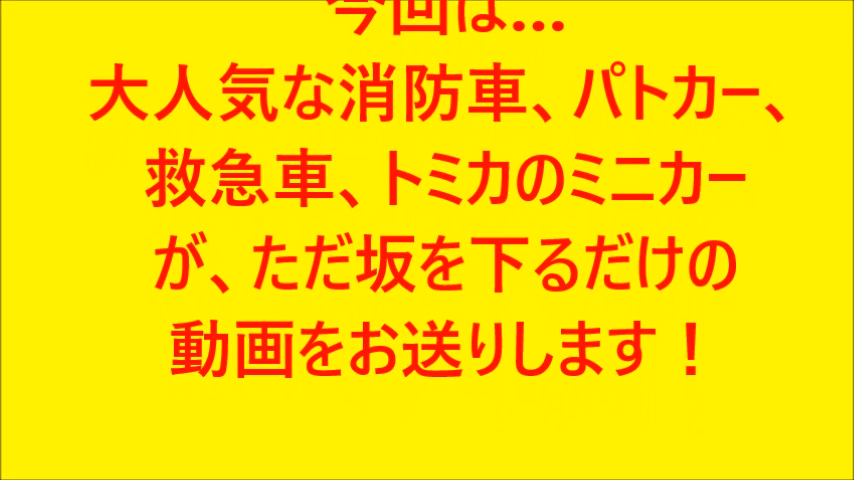 今回は...
大人気な消防車、パトカー、
救急車、トミカのミニカー
が、ただ坂を下るだけの
動画をお送りします！